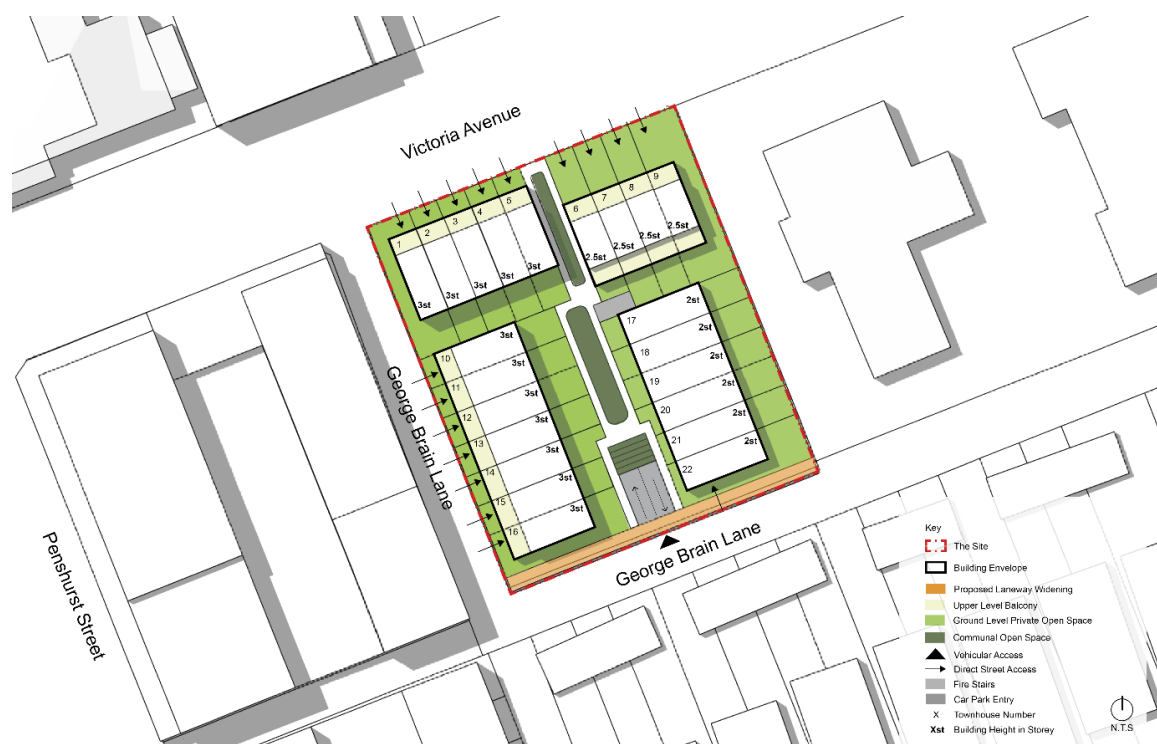 Victoria Avenue
1
2
3
4
5
3st
3st
3st
3st
3st
6
7
8
9
2.5st
2.5st
2.5st
2.5st
10
11
12
13
14
15
16
3st
3st
3st
3st
3st
3st
3st
17
18
19
20
21
22
2st
2st
2st
2st
2st
2st
George Brain Lane
George Brain Lane
Penshurst Street
Key
The Site
Building Envelope
Proposed Laneway Widening
Upper Level Balcony
Ground Level Private Open Space
Communal Open Space
Vehicular Access
Direct Street Access
Fire Stairs
Car Park Entry
X Townhouse Number
Xst Building Height in Storey
N.T.S